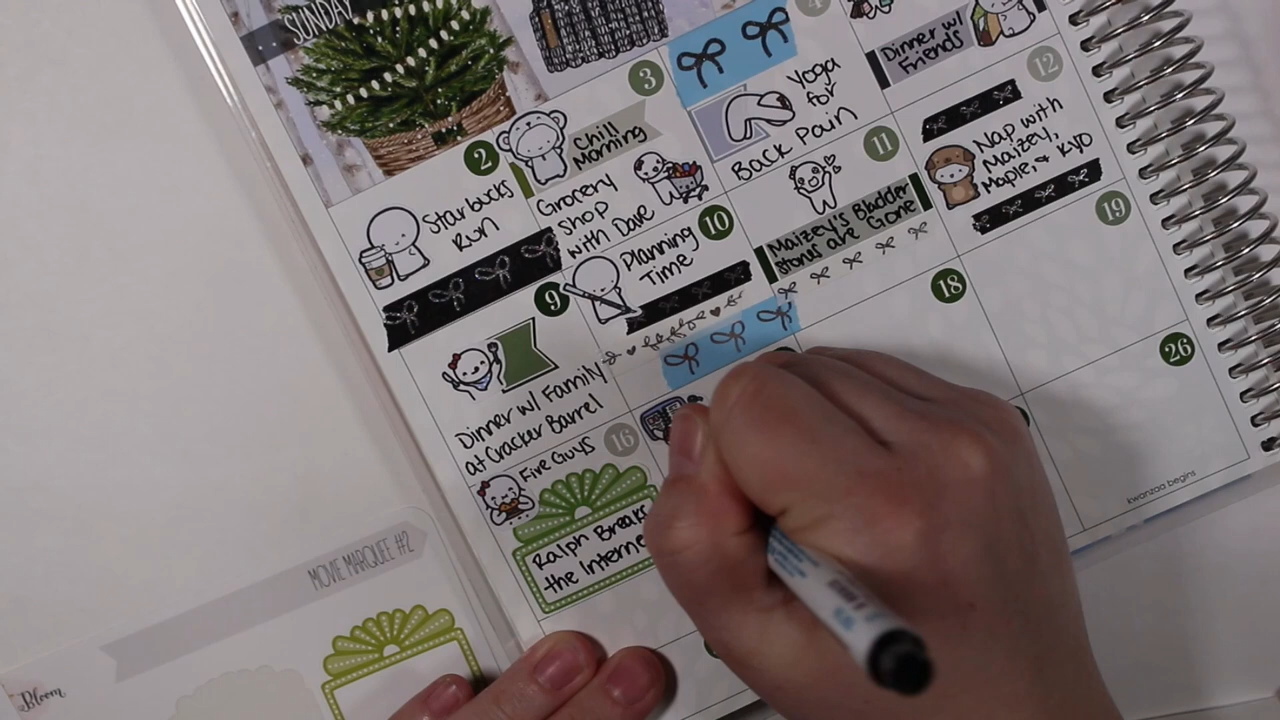 SUNDAY
2
Starbucks
Run
3
Chill
Morning
Grocery
Shop
with Dave
4
Yoga
for
Back Pain
Dinner w/
Friends
9
Dinner w/ Family
at Cracker Barrel
10
Planning
Time
11
Maizey's Bladder
Stones are Gone
12
Nap with
Maizey,
Maple, & Kyo
16
Five Guys
Ralph Breaks
the Interne
18
19
26
kwanzaa begins
MOVIE MARQUEE #2
Bloom